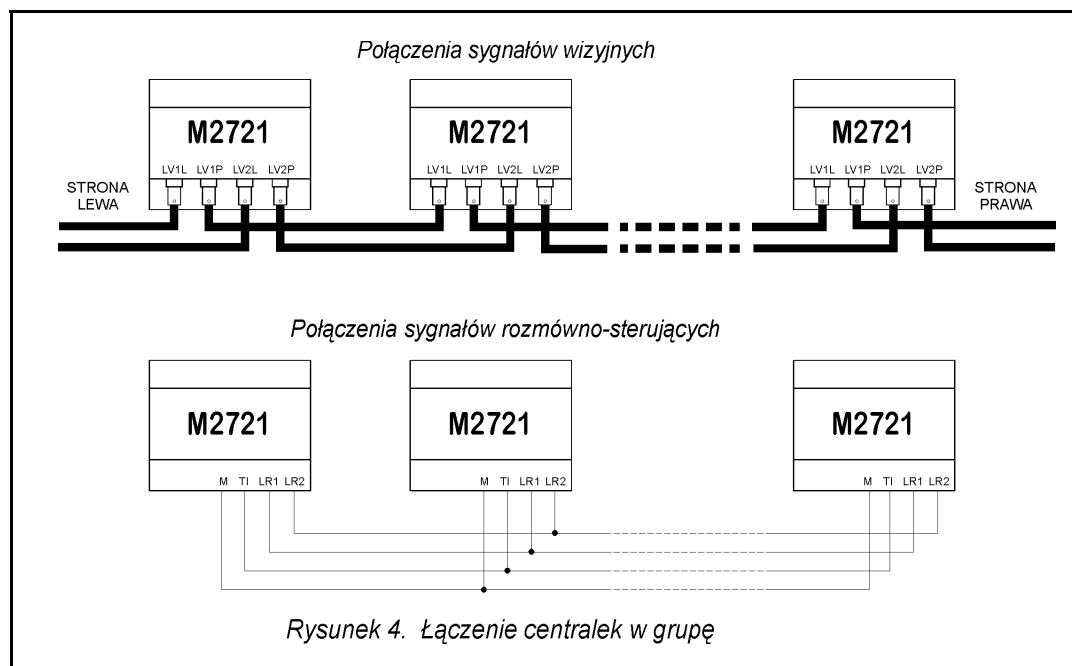 Połączenia sygnałów wizyjnych
M2721 M2721 M2721
LV1L LV1P LV2L LV2P LV1L LV1P LV2L LV2P LV1L LV1P LV2L LV2P
STRONA LEWA
STRONA PRAWA
Połączenia sygnałów rozmówno-sterujących
M2721 M2721 M2721
M TI LR1 LR2 M TI LR1 LR2 M TI LR1 LR2
Rysunek 4. Łączenie centralek w grupę